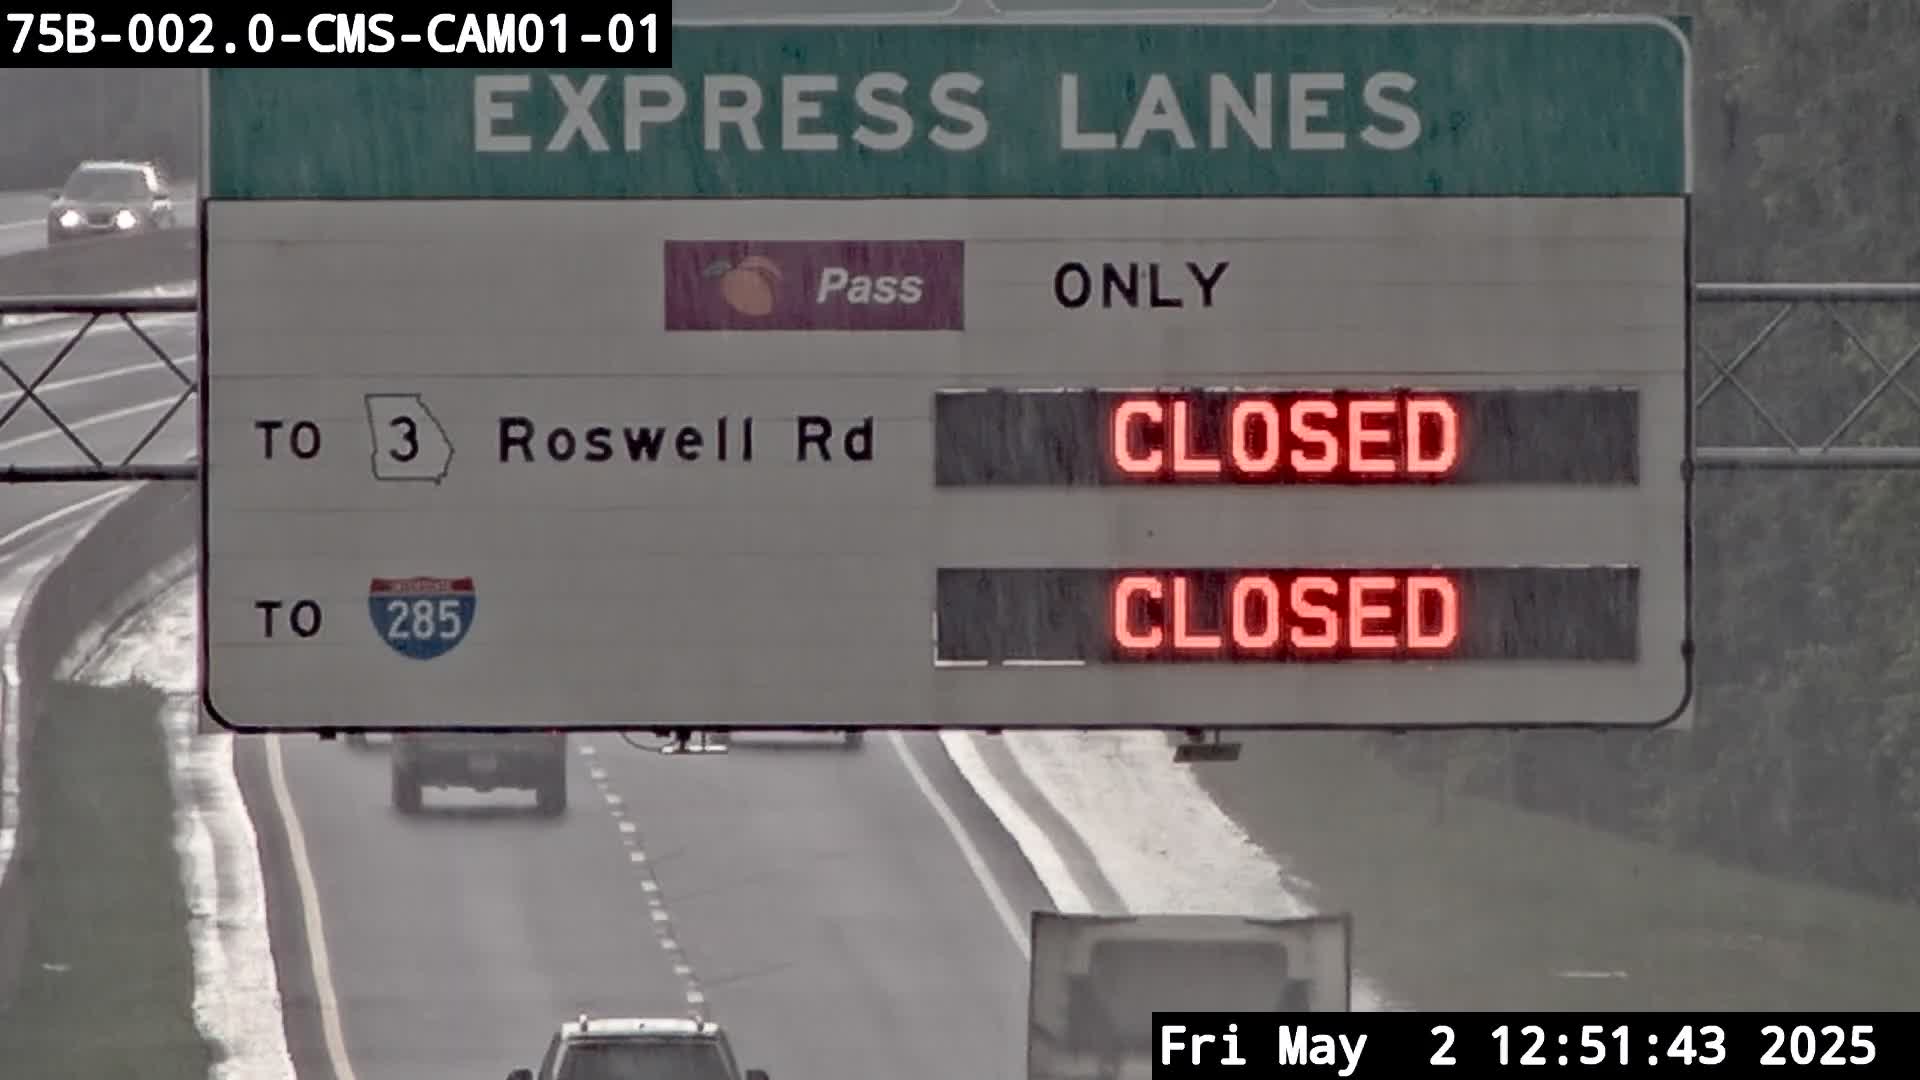 75B-002.0-CMS-CAM01-01
EXPRESS LANES
Pass ONLY
TO 3 Roswell Rd CLOSED
TO 285 CLOSED
Fri May 2 12:51:43 2025